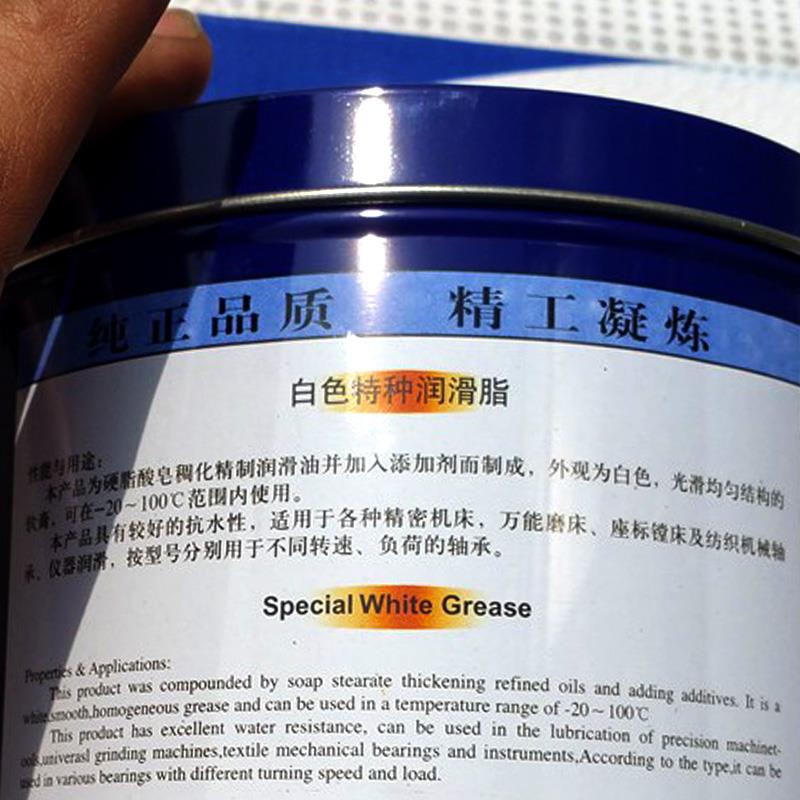 纯正品质 精工凝炼
白色特种润滑脂
性能与用途：
本产品为硬脂酸皂稠化精制润滑油并加入添加剂而制成，外观为白色，光滑均匀结构的
软膏，可在-20～100℃范围内使用。
本产品具有较好的抗水性，适用于各种精密机床，万能磨床、座标镗床及纺织机械轴
承、仪器润滑，按型号分别用于不同转速、负荷的轴承。
Special White Grease
Properties & Applications:
This product was compounded by soap stearate thickening refined oils and adding additives. It is a
white,smooth,homogeneous grease and can be used in a temperature range of -20～100℃
This product has excellent water resistance, can be used in the lubrication of precision machinet-
ools,univerasl grinding machines,textile mechanical bearings and instruments,According to the type,it can be
used in various bearings with different turning speed and load.